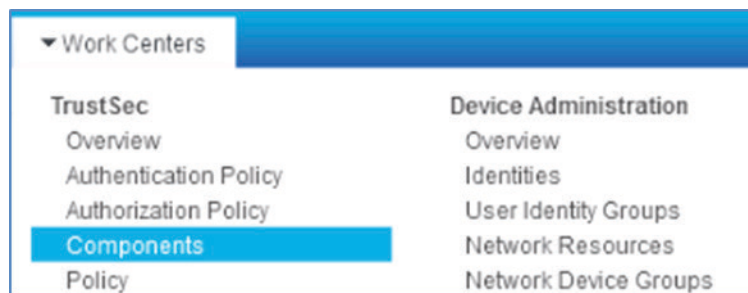 Work Centers
TrustSec
Overview
Authentication Policy
Authorization Policy
Components
Policy
Device Administration
Overview
Identities
User Identity Groups
Network Resources
Network Device Groups